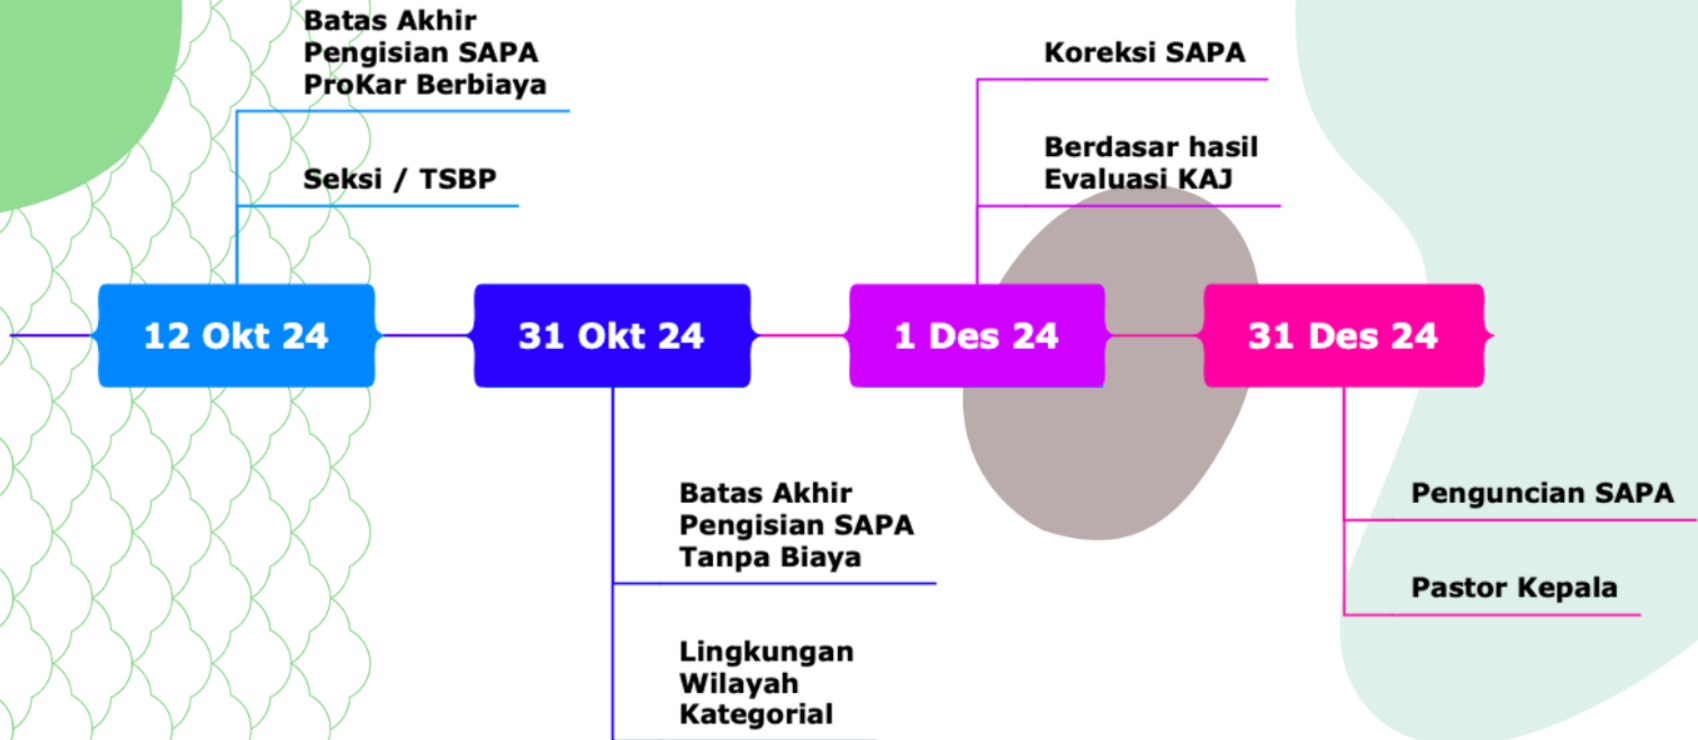 Batas Akhir
Pengisian SAPA
ProKar Berbiaya
Seksi / TSBP
Koreksi SAPA
Berdasar hasil
Evaluasi KAJ
12 Okt 24
31 Okt 24
1 Des 24
31 Des 24
Batas Akhir
Pengisian SAPA
Tanpa Biaya
Lingkungan
Wilayah
Kategorial
Penguncian SAPA
Pastor Kepala